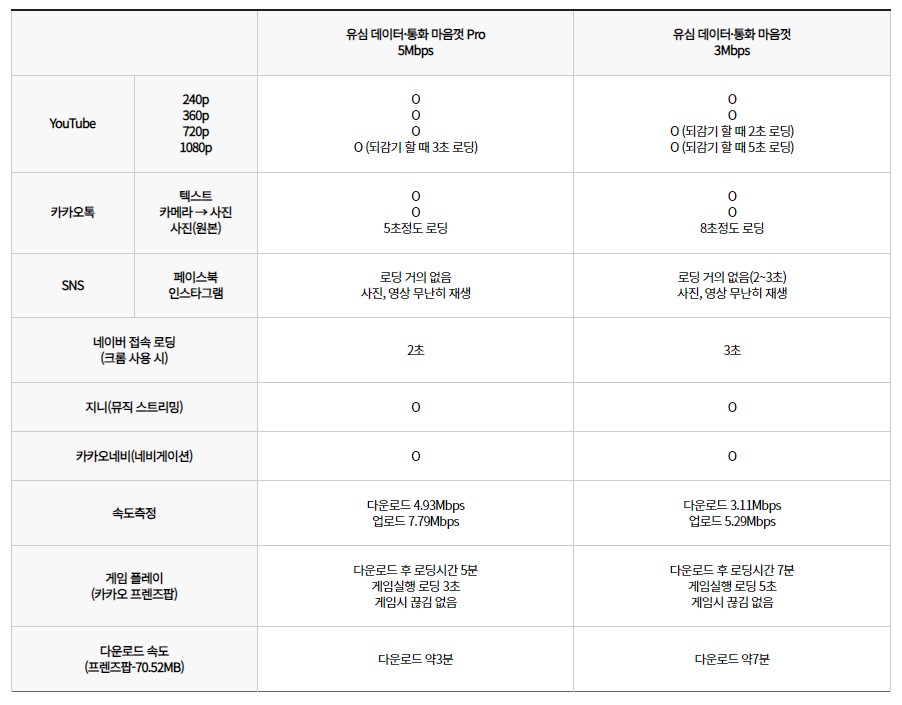 유심 데이터·통화 마음껏 Pro
5Mbps
유심 데이터·통화 마음껏
3Mbps
YouTube
240p
360p
720p
1080p
O
O
O
O (되감기 할 때 3초 로딩)
O
O
O (되감기 할 때 2초 로딩)
O (되감기 할 때 5초 로딩)
카카오톡
텍스트
카메라 → 사진
사진(원본)
O
O
5초정도 로딩
O
O
8초정도 로딩
SNS
페이스북
인스타그램
로딩 거의 없음
사진, 영상 무난히 재생
로딩 거의 없음(2~3초)
사진, 영상 무난히 재생
네이버 접속 로딩
(크롬 사용 시)
2초
3초
지니(뮤직 스트리밍)
O
O
카카오네비(네비게이션)
O
O
속도측정
다운로드 4.93Mbps
업로드 7.79Mbps
다운로드 3.11Mbps
업로드 5.29Mbps
게임 플레이
(카카오 프렌즈팝)
다운로드 후 로딩시간 5분
게임실행 로딩 3초
게임시 끊김 없음
다운로드 후 로딩시간 7분
게임실행 로딩 5초
게임시 끊김 없음
다운로드 속도
(프렌즈팝-70.52MB)
다운로드 약3분
다운로드 약7분